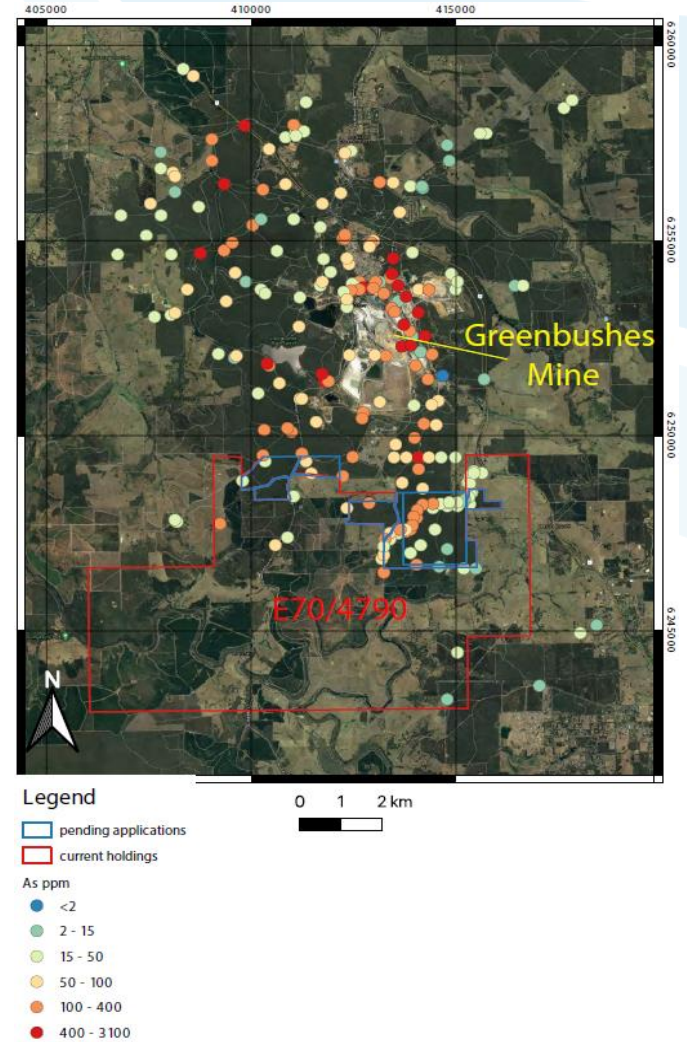 405000 410000 415000
6260000
6255000
Greenbushes
Mine
6250000
E70/4790
6245000
N
Legend
0 1 2 km
pending applications
current holdings
As ppm
<2
2 - 15
15 - 50
50 - 100
100 - 400
400 - 3100